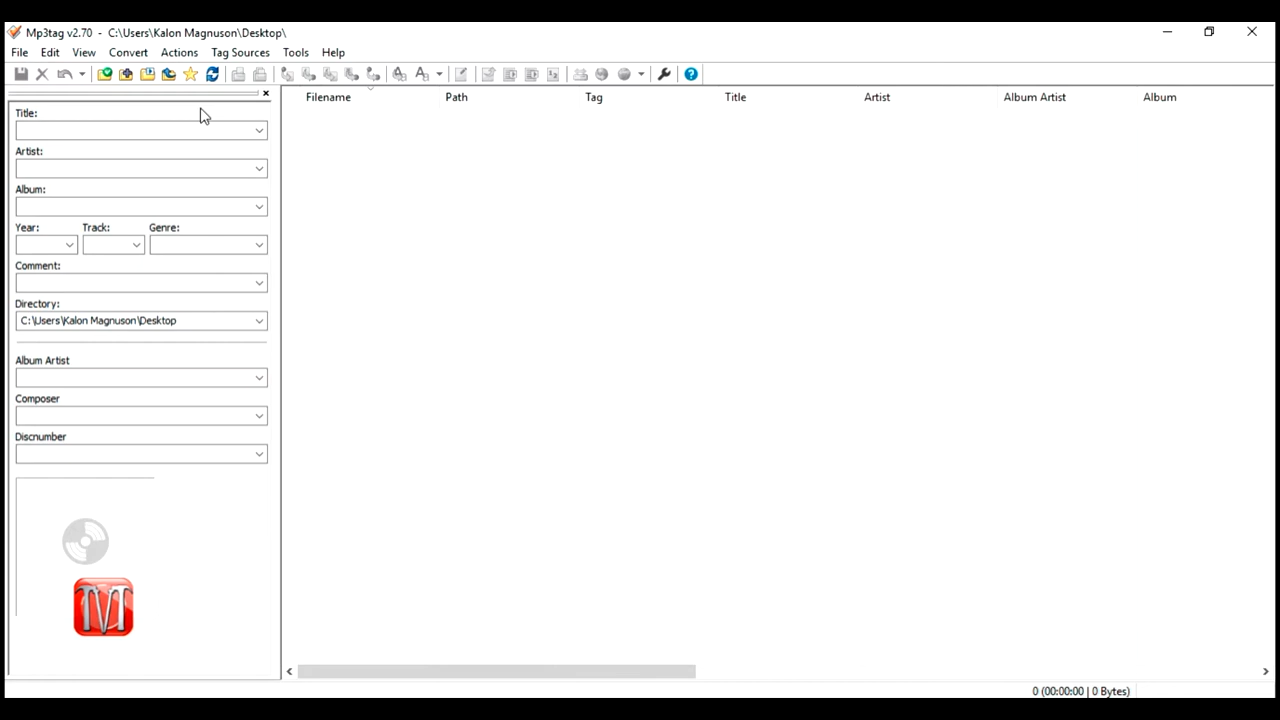 Mp3tag v2.70 - C:\Users\Kalon Magnuson\Desktop\
File Edit View Convert Actions Tag Sources Tools Help
Filename Path Tag Title Artist Album Artist Album
Title:
Artist:
Album:
Year: Track: Genre:
Comment:
Directory:
C:\Users\Kalon Magnuson\Desktop
Album Artist
Composer
Discnumber
TVT
0 (00:00:00 | 0 Bytes)